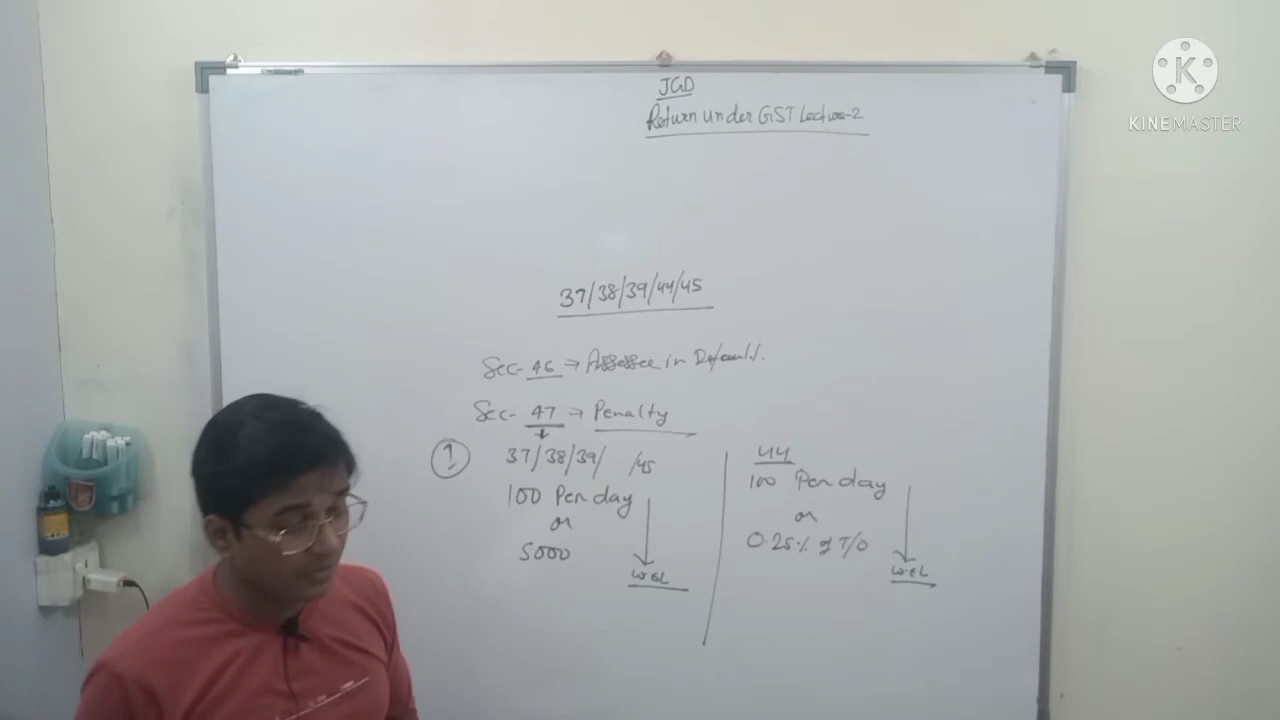 JGD
Return under GST Lecture-2
K
KINEMASTER
37/38/39/44/45
Sec-46 → Assessee in Default.
Sec-47 → Penalty
① 37/38/39/ /45
100 Per day
or
5000
W.E.L
44
100 Per day
or
0.25% of T/O
W.E.L